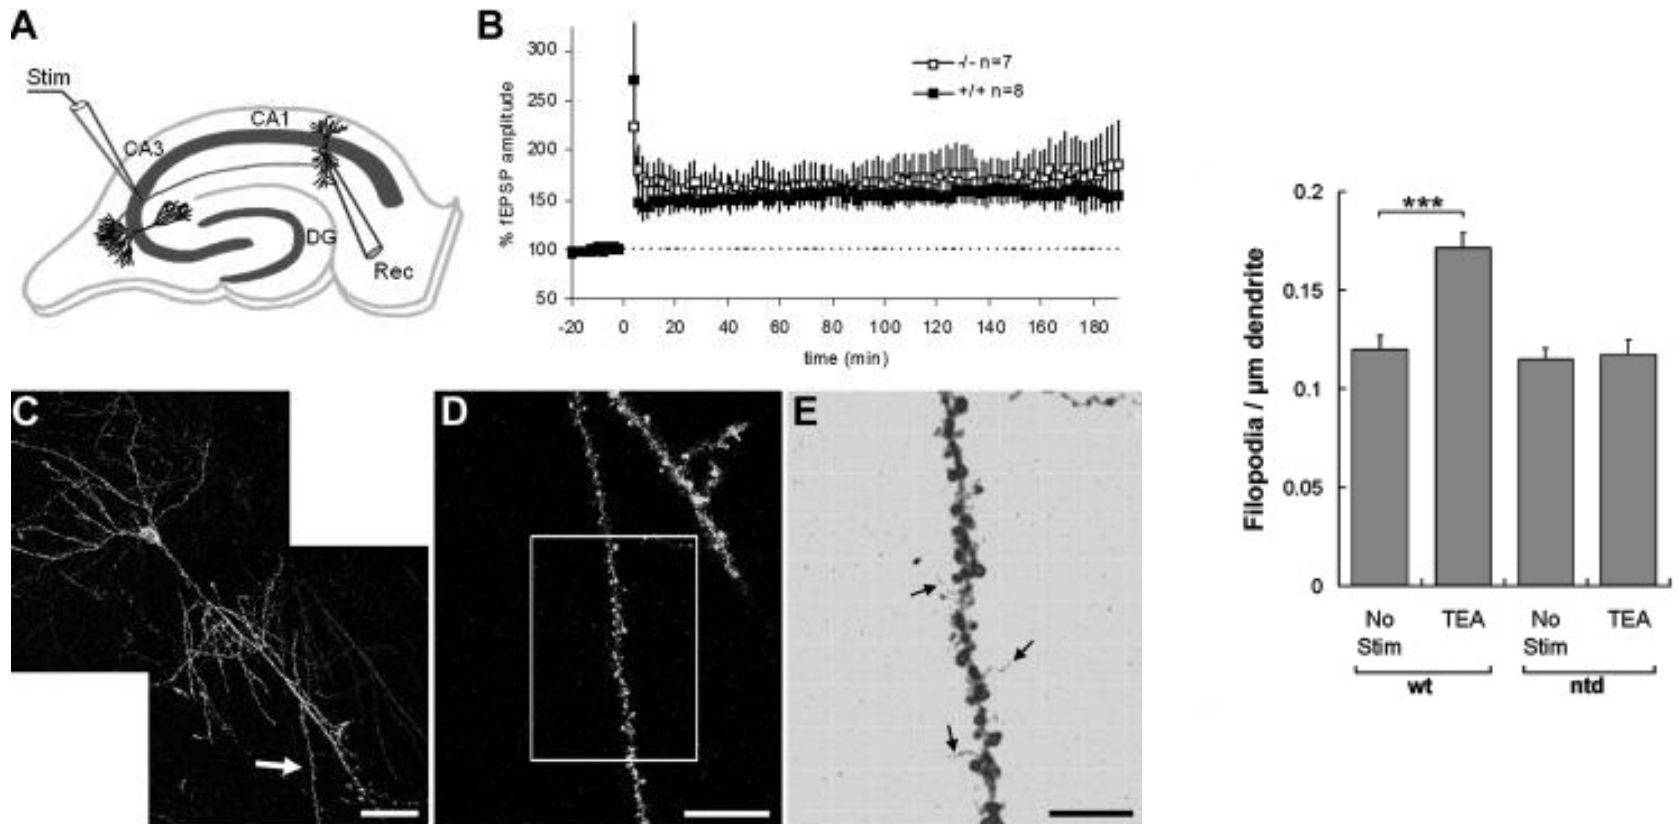 A
Stim
CA3
CA1
DG
Rec
B
% fEPSP amplitude
300
250
200
150
100
50
-/- n=7
+/+ n=8
-20 0 20 40 60 80 100 120 140 160 180
time (min)
C
D
E
Filopodia / µm dendrite
0.2
0.15
0.1
0.05
0
***
No Stim
TEA
No Stim
TEA
wt
ntd